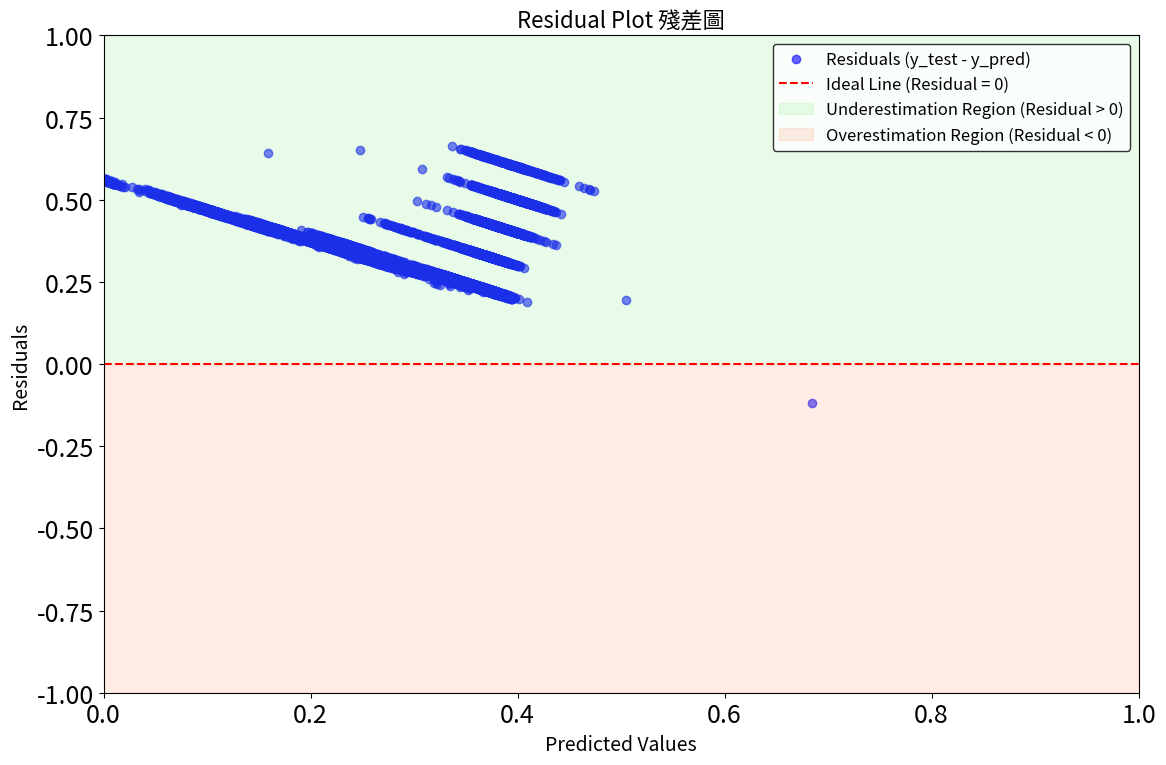 Residual Plot 殘差圖
Residuals (y_test - y_pred)
Ideal Line (Residual = 0)
Underestimation Region (Residual > 0)
Overestimation Region (Residual < 0)
Residuals
1.00
0.75
0.50
0.25
0.00
-0.25
-0.50
-0.75
-1.00
0.0 0.2 0.4 0.6 0.8 1.0
Predicted Values